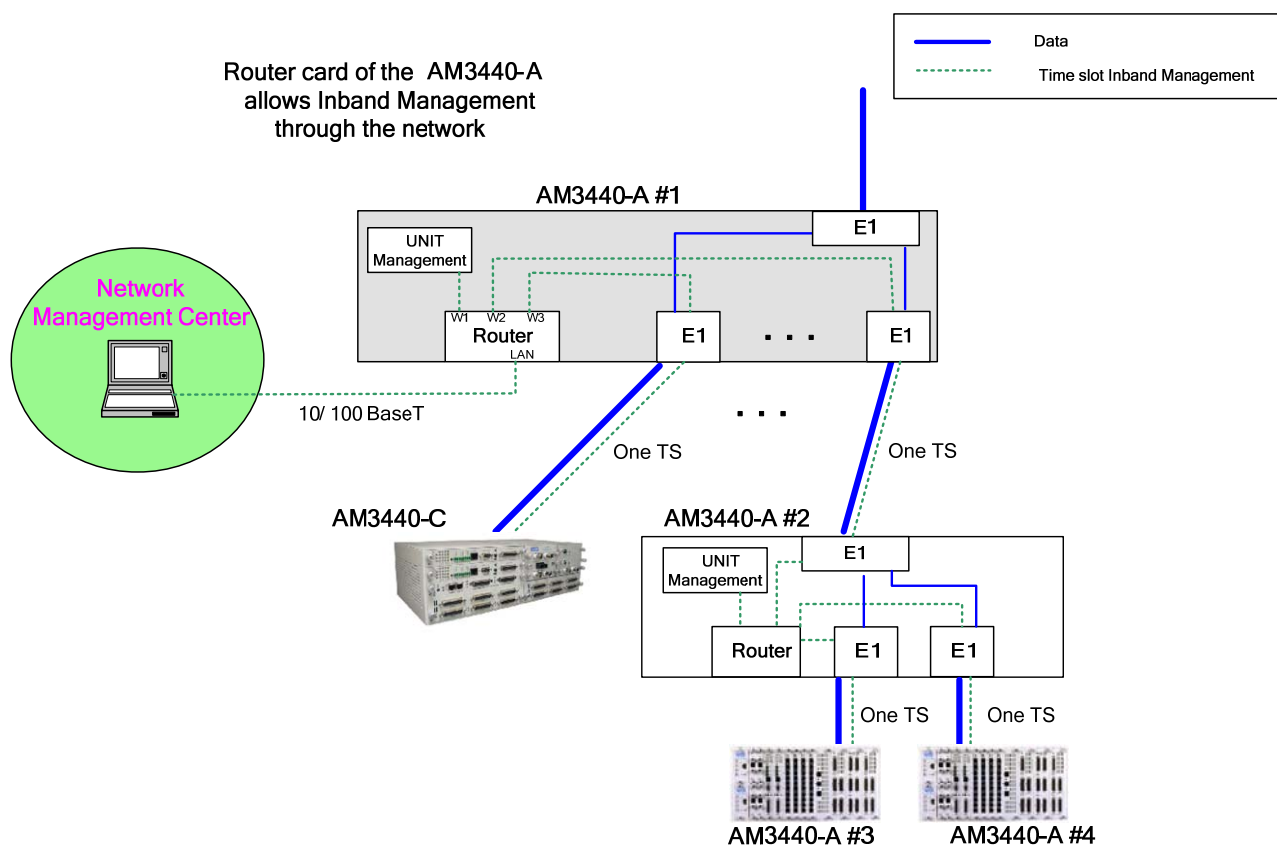 Data
Time slot Inband Management
Router card of the AM3440-A
allows Inband Management
through the network
AM3440-A #1
E1
UNIT
Management
Network
Management Center
W1 W2 W3
Router
LAN
E1
. . .
E1
10/ 100 BaseT
. . .
One TS
One TS
AM3440-C
AM3440-A #2
E1
UNIT
Management
Router
E1
E1
One TS
One TS
AM3440-A #3
AM3440-A #4